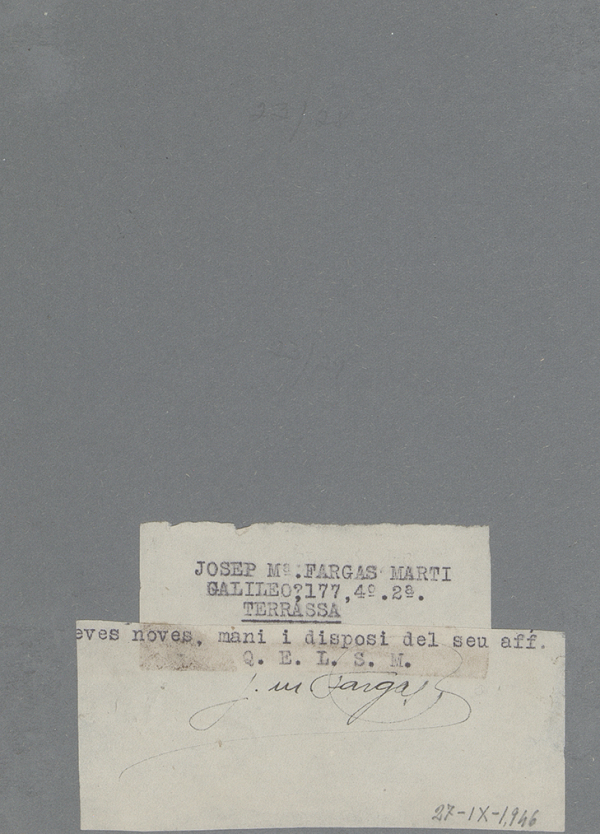 JOSEP Mª.FARGAS MARTI
GALILEO?177,4º.2ª.
TERRASSA
eves noves, mani i disposi del seu aff.
Q. E. L. S. M.
J. M Fargas
27-IX-1,946